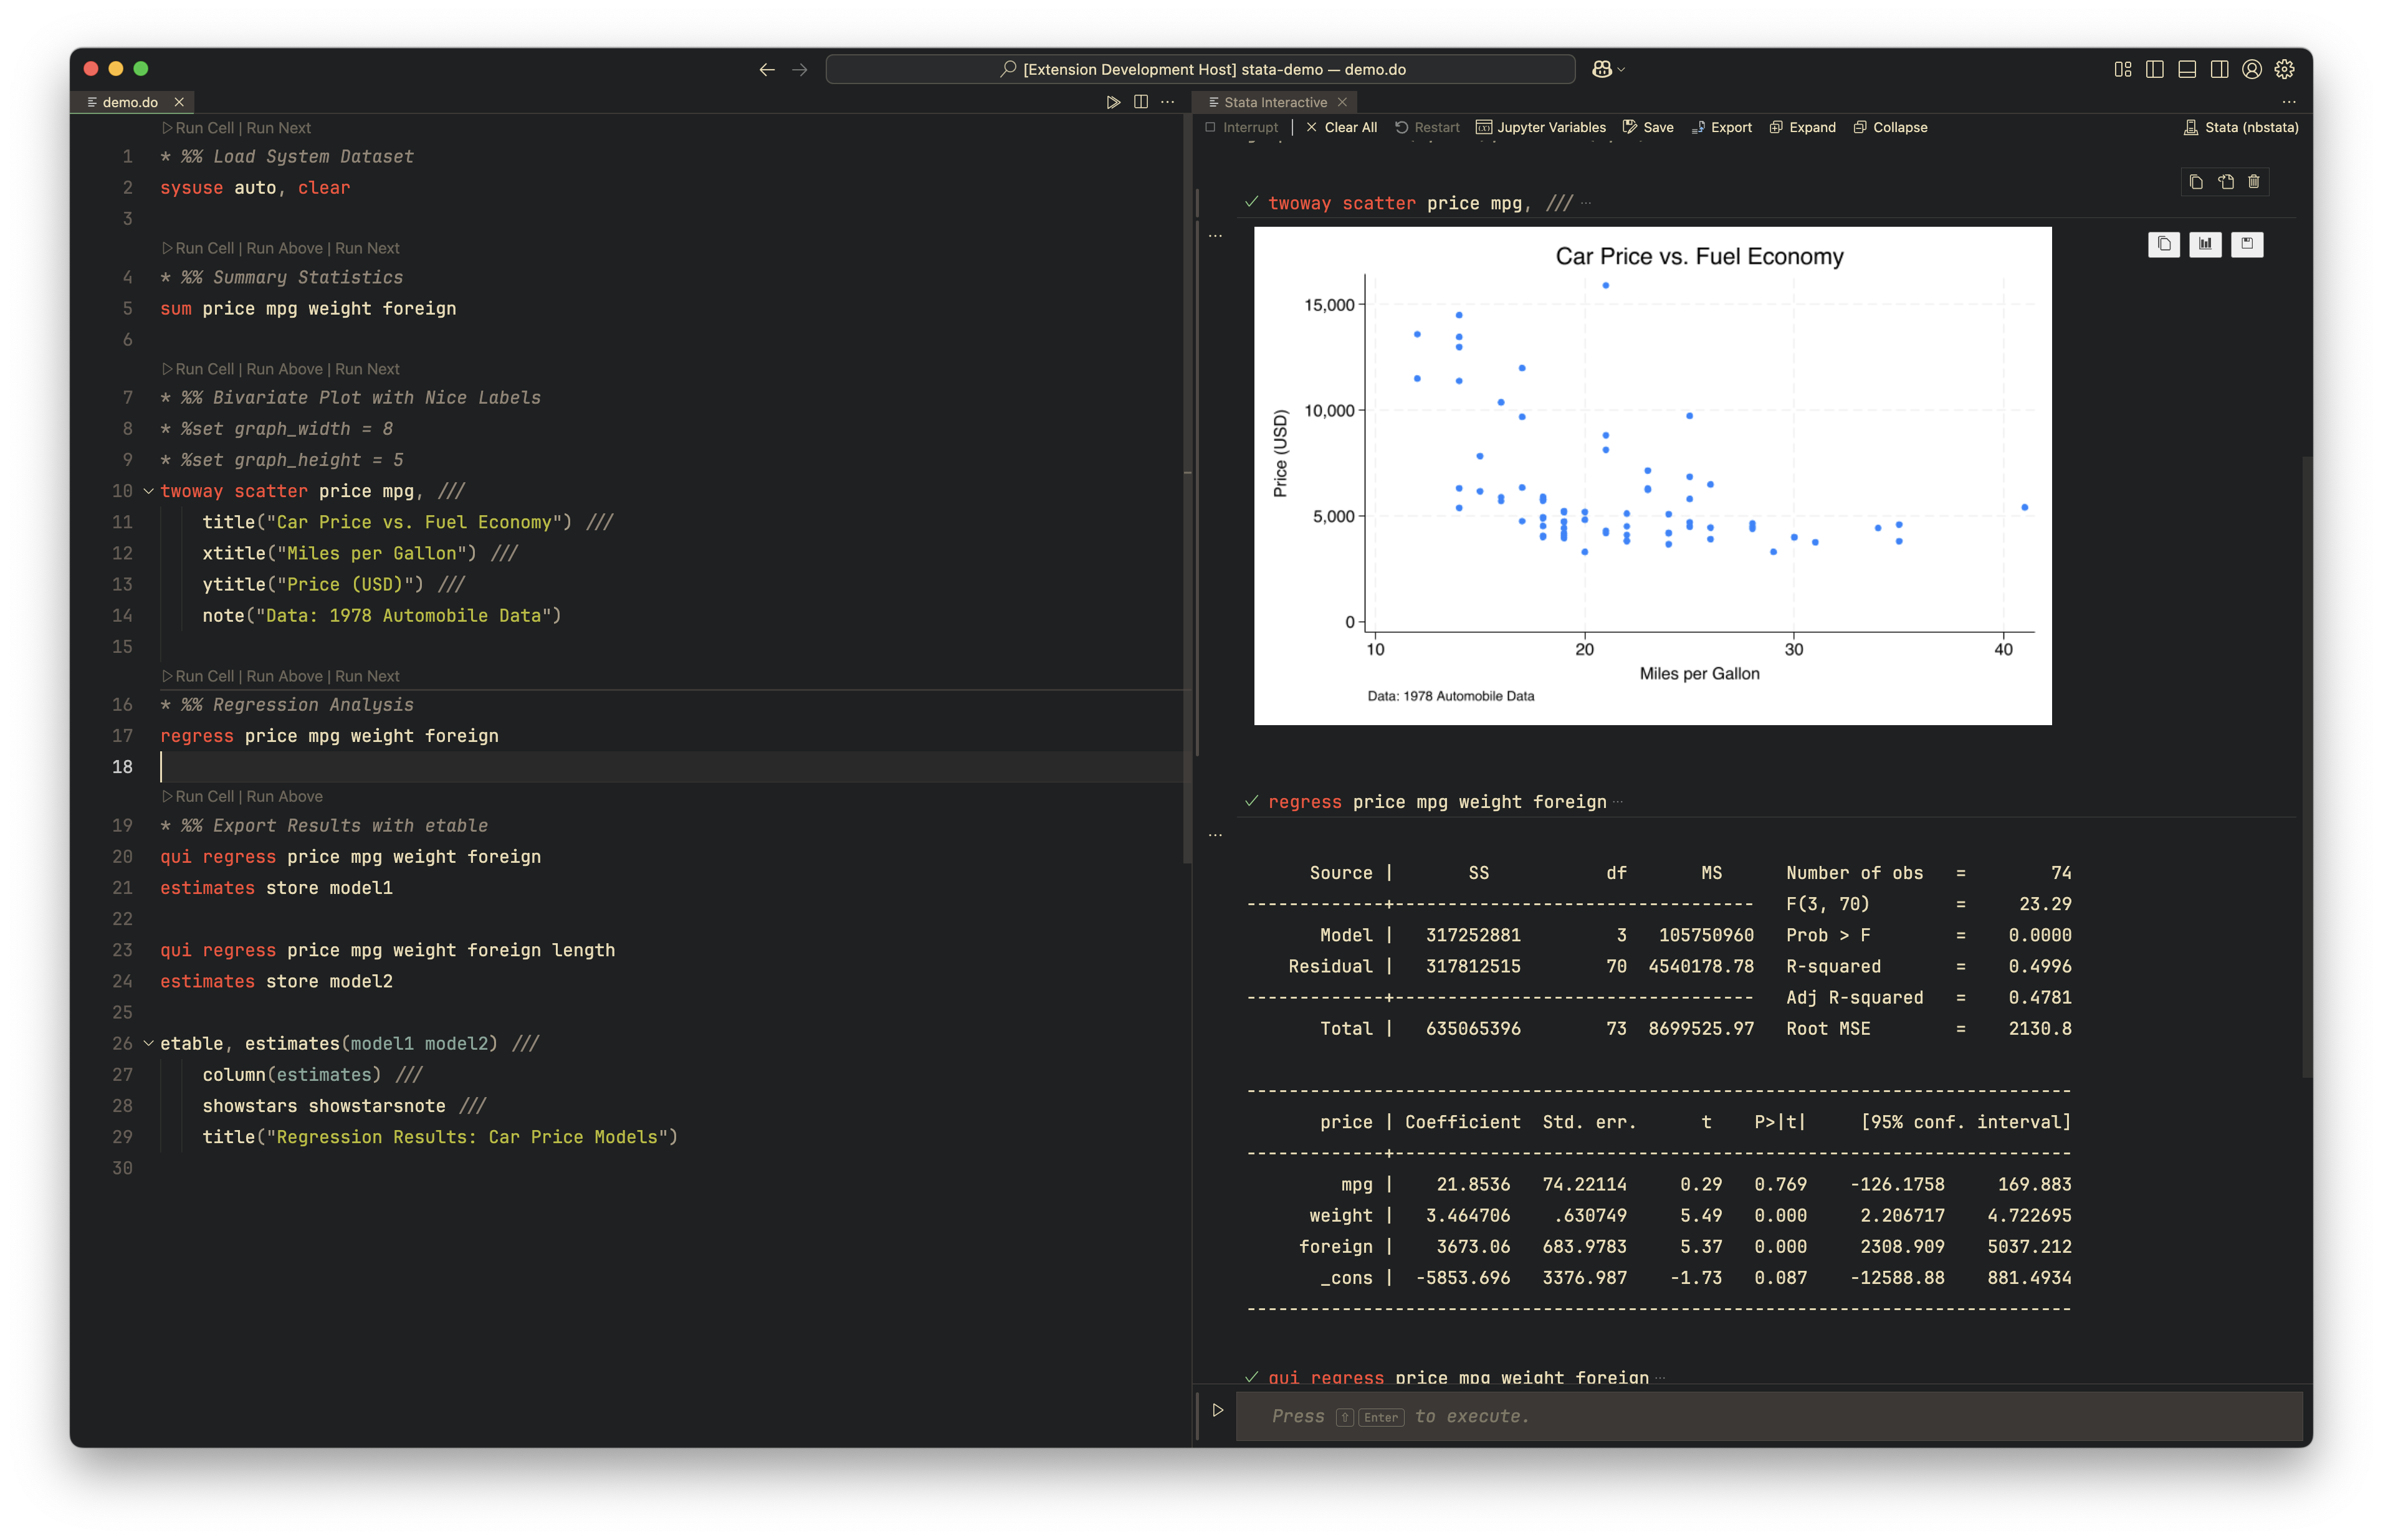 [Extension Development Host] stata-demo — demo.do
demo.do
Run Cell | Run Next
1 * %% Load System Dataset
2 sysuse auto, clear
3
Run Cell | Run Above | Run Next
4 * %% Summary Statistics
5 sum price mpg weight foreign
6
Run Cell | Run Above | Run Next
7 * %% Bivariate Plot with Nice Labels
8 * %set graph_width = 8
9 * %set graph_height = 5
10 twoway scatter price mpg, ///
11 title("Car Price vs. Fuel Economy") ///
12 xtitle("Miles per Gallon") ///
13 ytitle("Price (USD)") ///
14 note("Data: 1978 Automobile Data")
15
Run Cell | Run Above | Run Next
16 * %% Regression Analysis
17 regress price mpg weight foreign
18
Run Cell | Run Above
19 * %% Export Results with etable
20 qui regress price mpg weight foreign
21 estimates store model1
22
23 qui regress price mpg weight foreign length
24 estimates store model2
25
26 etable, estimates(model1 model2) ///
27 column(estimates) ///
28 showstars showstarsnote ///
29 title("Regression Results: Car Price Models")
30
Stata Interactive
Interrupt | Clear All Restart Jupyter Variables Save Export Expand Collapse Stata (nbstata)
twoway scatter price mpg, /// ...
Car Price vs. Fuel Economy
15,000
10,000
5,000
0
Price (USD)
10 20 30 40
Miles per Gallon
Data: 1978 Automobile Data
regress price mpg weight foreign ...
Source | SS df MS Number of obs = 74
-------------+---------------------------------- F(3, 70) = 23.29
Model | 317252881 3 105750960 Prob > F = 0.0000
Residual | 317812515 70 4540178.78 R-squared = 0.4996
-------------+---------------------------------- Adj R-squared = 0.4781
Total | 635065396 73 8699525.97 Root MSE = 2130.8
------------------------------------------------------------------------------
price | Coefficient Std. err. t P>|t| [95% conf. interval]
-------------+----------------------------------------------------------------
mpg | 21.8536 74.22114 0.29 0.769 -126.1758 169.883
weight | 3.464706 .630749 5.49 0.000 2.206717 4.722695
foreign | 3673.06 683.9783 5.37 0.000 2308.909 5037.212
_cons | -5853.696 3376.987 -1.73 0.087 -12588.88 881.4934
------------------------------------------------------------------------------
qui regress price mpg weight foreign ...
Press ⇧ Enter to execute.